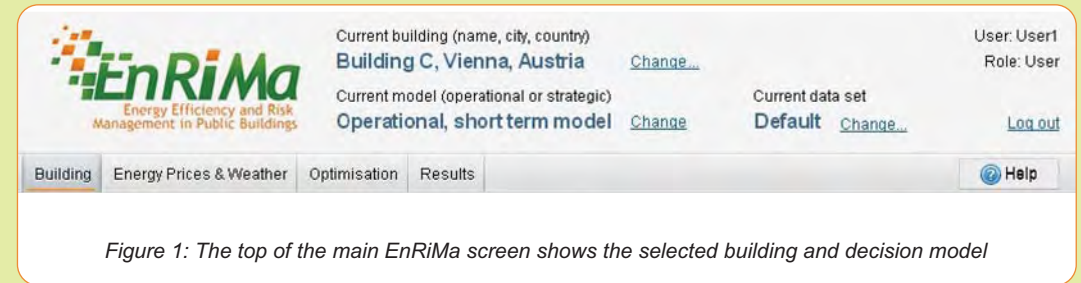 EnRiMa
Energy Efficiency and Risk
Management in Public Buildings
Current building (name, city, country)
Building C, Vienna, Austria Change...
Current model (operational or strategic)
Operational, short term model Change
Current data set
Default Change...
User: User1
Role: User
Log out
Building Energy Prices & Weather Optimisation Results Help
Figure 1: The top of the main EnRiMa screen shows the selected building and decision model